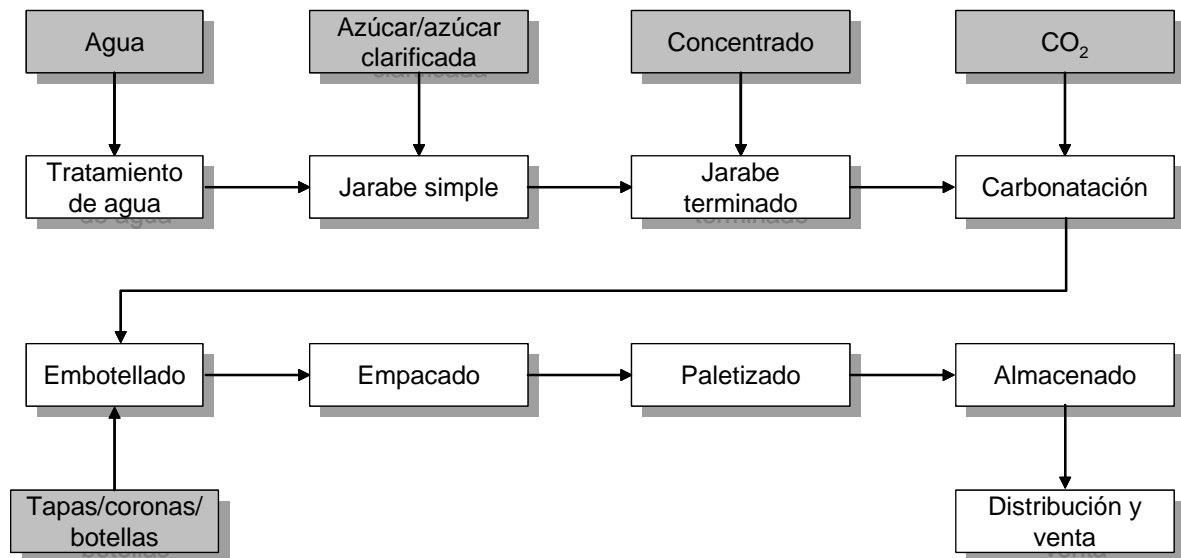 Agua
Azúcar/azúcar
clarificada
Concentrado
CO₂
Tratamiento
de agua
Jarabe simple
Jarabe
terminado
Carbonatación
Embotellado
Empacado
Paletizado
Almacenado
Tapas/coronas/
botellas
Distribución y
venta